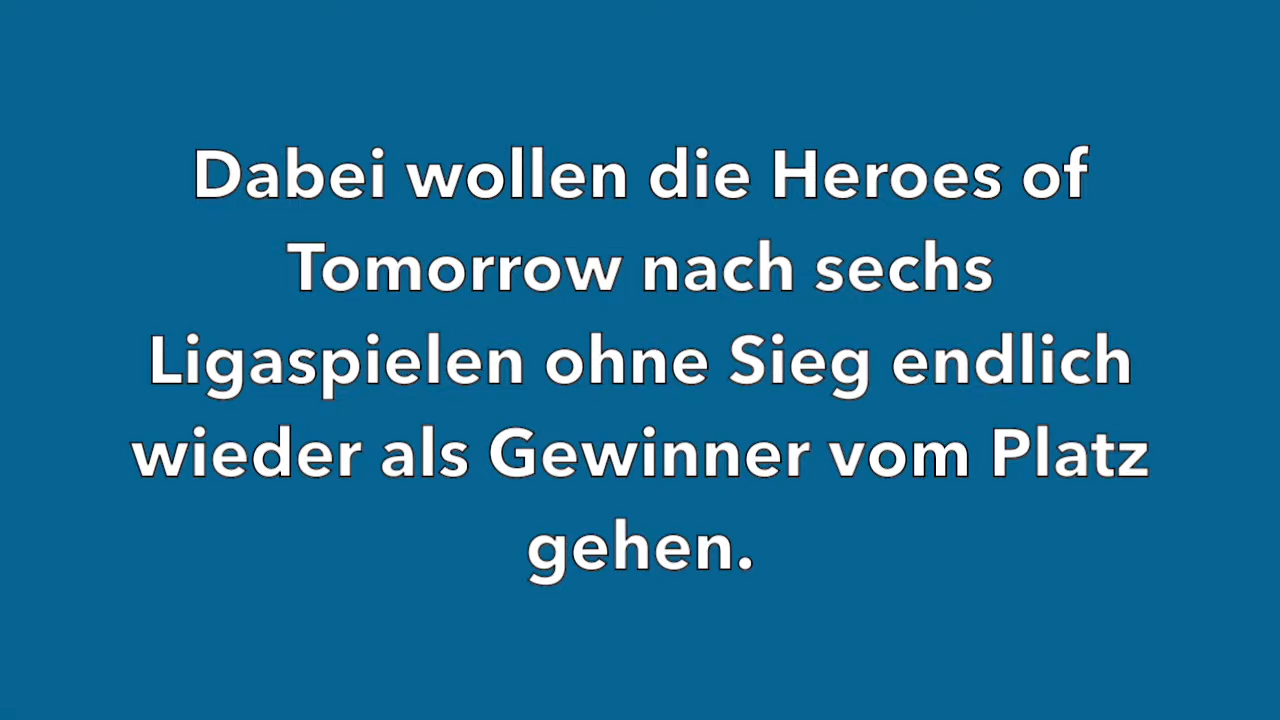 Dabei wollen die Heroes of
Tomorrow nach sechs
Ligaspielen ohne Sieg endlich
wieder als Gewinner vom Platz
gehen.